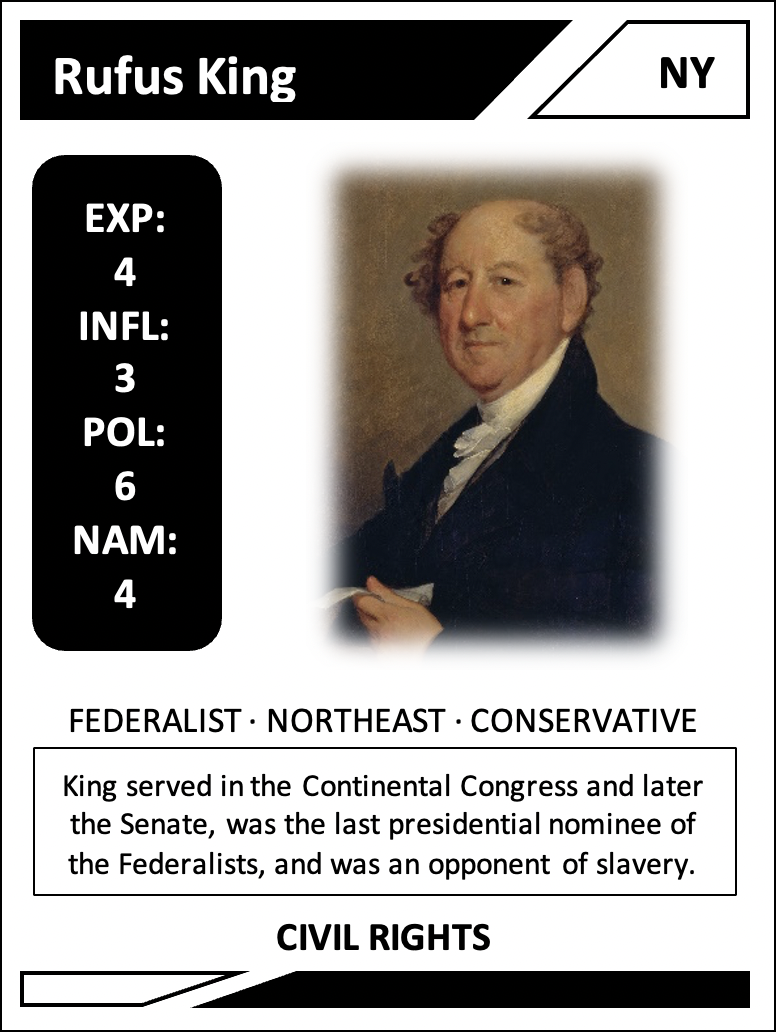 Rufus King
NY
EXP:
4
INFL:
3
POL:
6
NAM:
4
FEDERALIST · NORTHEAST · CONSERVATIVE
King served in the Continental Congress and later
the Senate, was the last presidential nominee of
the Federalists, and was an opponent of slavery.
CIVIL RIGHTS